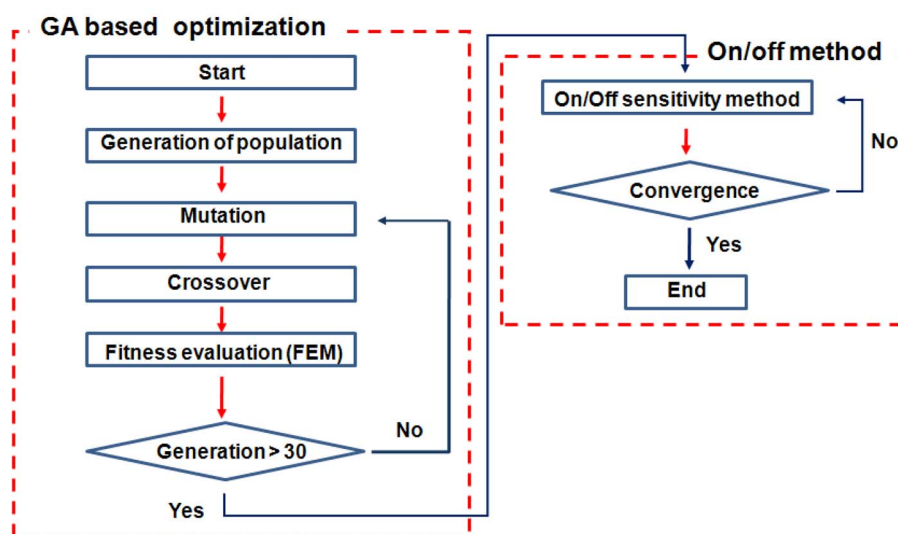 GA based optimization
Start
Generation of population
Mutation
Crossover
Fitness evaluation (FEM)
Generation > 30
No
Yes
On/off method
On/Off sensitivity method
No
Convergence
Yes
End